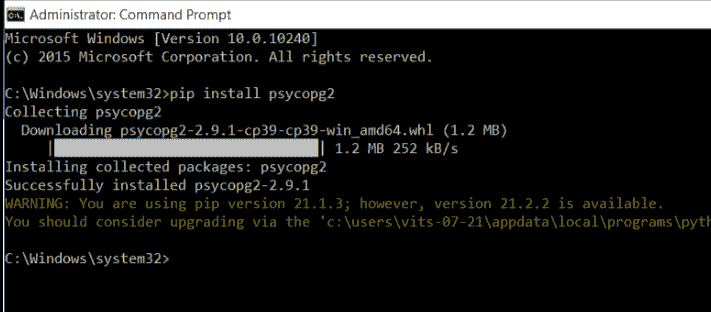 Administrator: Command Prompt
Microsoft Windows [Version 10.0.10240]
(c) 2015 Microsoft Corporation. All rights reserved.
C:\Windows\system32>pip install psycopg2
Collecting psycopg2
Downloading psycopg2-2.9.1-cp39-cp39-win_amd64.whl (1.2 MB)
| | 1.2 MB 252 kB/s
Installing collected packages: psycopg2
Successfully installed psycopg2-2.9.1
WARNING: You are using pip version 21.1.3; however, version 21.2.2 is available.
You should consider upgrading via the 'c:\users\vits-07-21\appdata\local\programs\pyth
C:\Windows\system32>